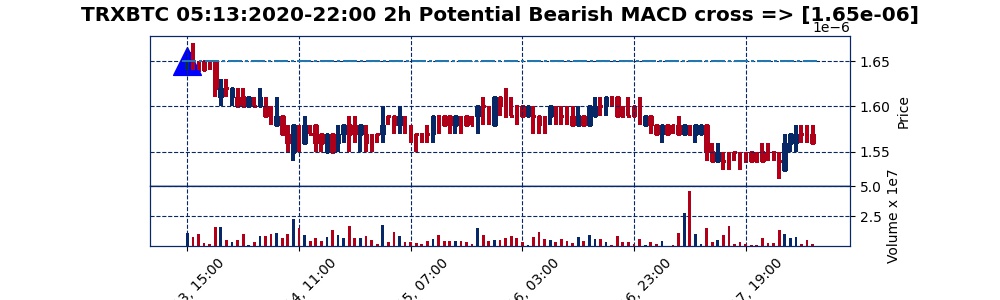 TRXBTC 05:13:2020-22:00 2h Potential Bearish MACD cross => [1.65e-06]
1e−6
1.65
1.60
1.55
Price
5.0
2.5
Volume x 1e7
3, 15:00
4, 11:00
5, 07:00
6, 03:00
6, 23:00
7, 19:00